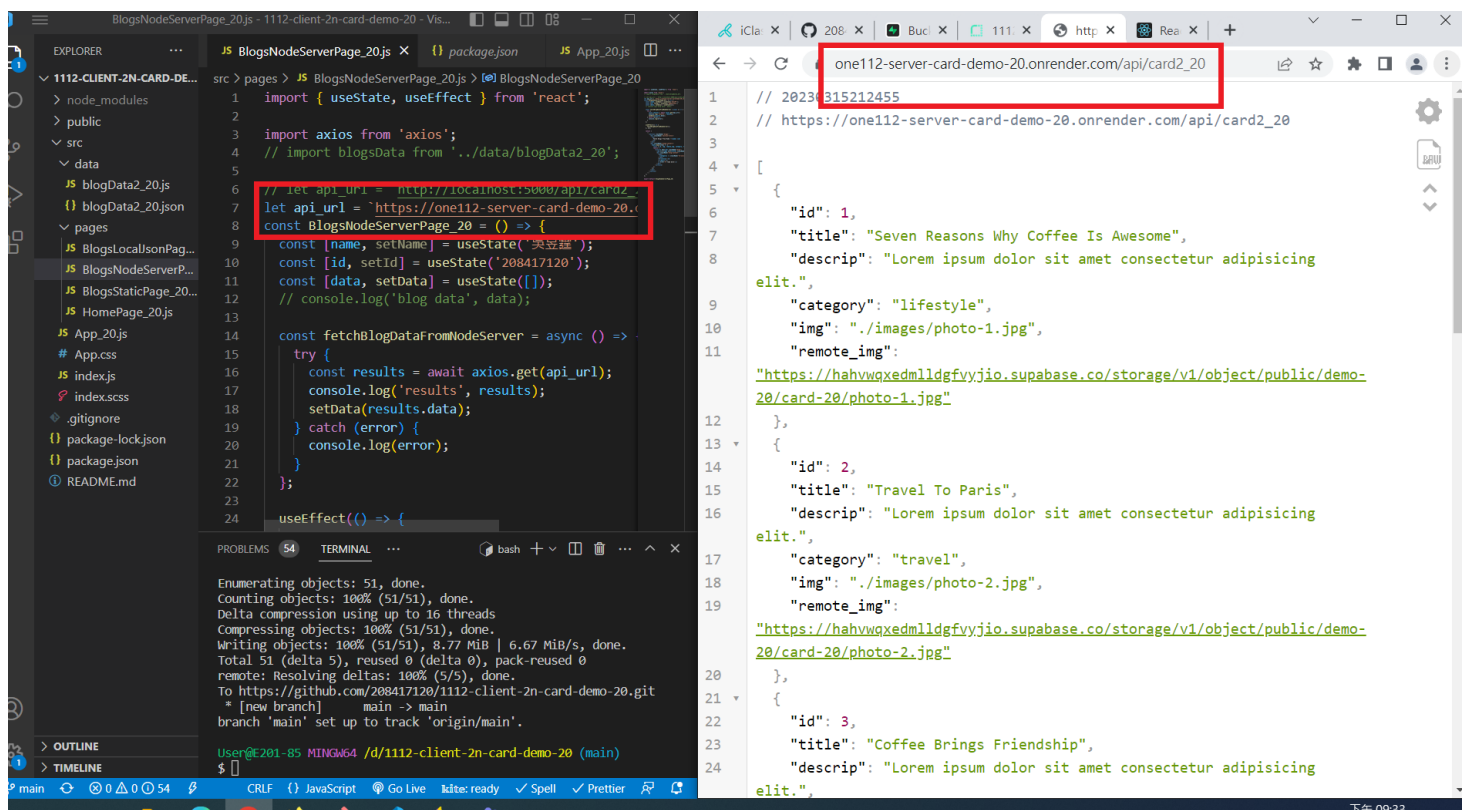 BlogsNodeServerPage_20.js - 1112-client-2n-card-demo-20 - Vis...
EXPLORER
1112-CLIENT-2N-CARD-DE...
node_modules
public
src
data
JS blogData2_20.js
{} blogData2_20.json
pages
JS BlogsLocalJsonPag...
JS BlogsNodeServerP...
JS BlogsStaticPage_20...
JS HomePage_20.js
JS App_20.js
# App.css
JS index.js
index.scss
.gitignore
{} package-lock.json
{} package.json
README.md
OUTLINE
TIMELINE
JS BlogsNodeServerPage_20.js
{} package.json
JS App_20.js
src > pages > JS BlogsNodeServerPage_20.js > BlogsNodeServerPage_20
1 import { useState, useEffect } from 'react';
2
3 import axios from 'axios';
4 // import blogsData from '../data/blogData2_20';
5
6 // let api_url = `http://localhost:5000/api/card2_
7 let api_url = `https://one112-server-card-demo-20.
8 const BlogsNodeServerPage_20 = () => {
9 const [name, setName] = useState('
10 const [id, setId] = useState('208417120');
11 const [data, setData] = useState([]);
12 // console.log('blog data', data);
13
14 const fetchBlogDataFromNodeServer = async () =>
15 try {
16 const results = await axios.get(api_url);
17 console.log('results', results);
18 setData(results.data);
19 } catch (error) {
20 console.log(error);
21 }
22 };
23
24 useEffect(() => {
PROBLEMS 54 TERMINAL ... bash
Enumerating objects: 51, done.
Counting objects: 100% (51/51), done.
Delta compression using up to 16 threads
Compressing objects: 100% (51/51), done.
Writing objects: 100% (51/51), 8.77 MiB | 6.67 MiB/s, done.
Total 51 (delta 5), reused 0 (delta 0), pack-reused 0
remote: Resolving deltas: 100% (5/5), done.
To https://github.com/208417120/1112-client-2n-card-demo-20.git
* [new branch] main -> main
branch 'main' set up to track 'origin/main'.
User@E201-85 MINGW64 /d/1112-client-2n-card-demo-20 (main)
$
main 0 0 54 CRLF {} JavaScript Go Live kite: ready Spell Prettier
iCla
208
Buc
111
http
Rea
one112-server-card-demo-20.onrender.com/api/card2_20
1 // 20230315212455
2 // https://one112-server-card-demo-20.onrender.com/api/card2_20
3
4 [
5 {
6 "id": 1,
7 "title": "Seven Reasons Why Coffee Is Awesome",
8 "descrip": "Lorem ipsum dolor sit amet consectetur adipisicing
elit.",
9 "category": "lifestyle",
10 "img": "./images/photo-1.jpg",
11 "remote_img":
"https://hahvwqxedmlldgfvyjio.supabase.co/storage/v1/object/public/demo-
20/card-20/photo-1.jpg"
12 },
13 {
14 "id": 2,
15 "title": "Travel To Paris",
16 "descrip": "Lorem ipsum dolor sit amet consectetur adipisicing
elit.",
17 "category": "travel",
18 "img": "./images/photo-2.jpg",
19 "remote_img":
"https://hahvwqxedmlldgfvyjio.supabase.co/storage/v1/object/public/demo-
20/card-20/photo-2.jpg"
20 },
21 {
22 "id": 3,
23 "title": "Coffee Brings Friendship",
24 "descrip": "Lorem ipsum dolor sit amet consectetur adipisicing
elit.",
RAW
下午 09:33